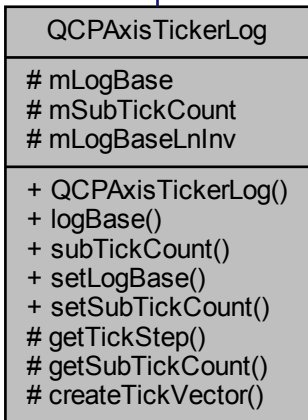 QCPAxisTickerLog
# mLogBase
# mSubTickCount
# mLogBaseLnInv
+ QCPAxisTickerLog()
+ logBase()
+ subTickCount()
+ setLogBase()
+ setSubTickCount()
# getTickStep()
# getSubTickCount()
# createTickVector()